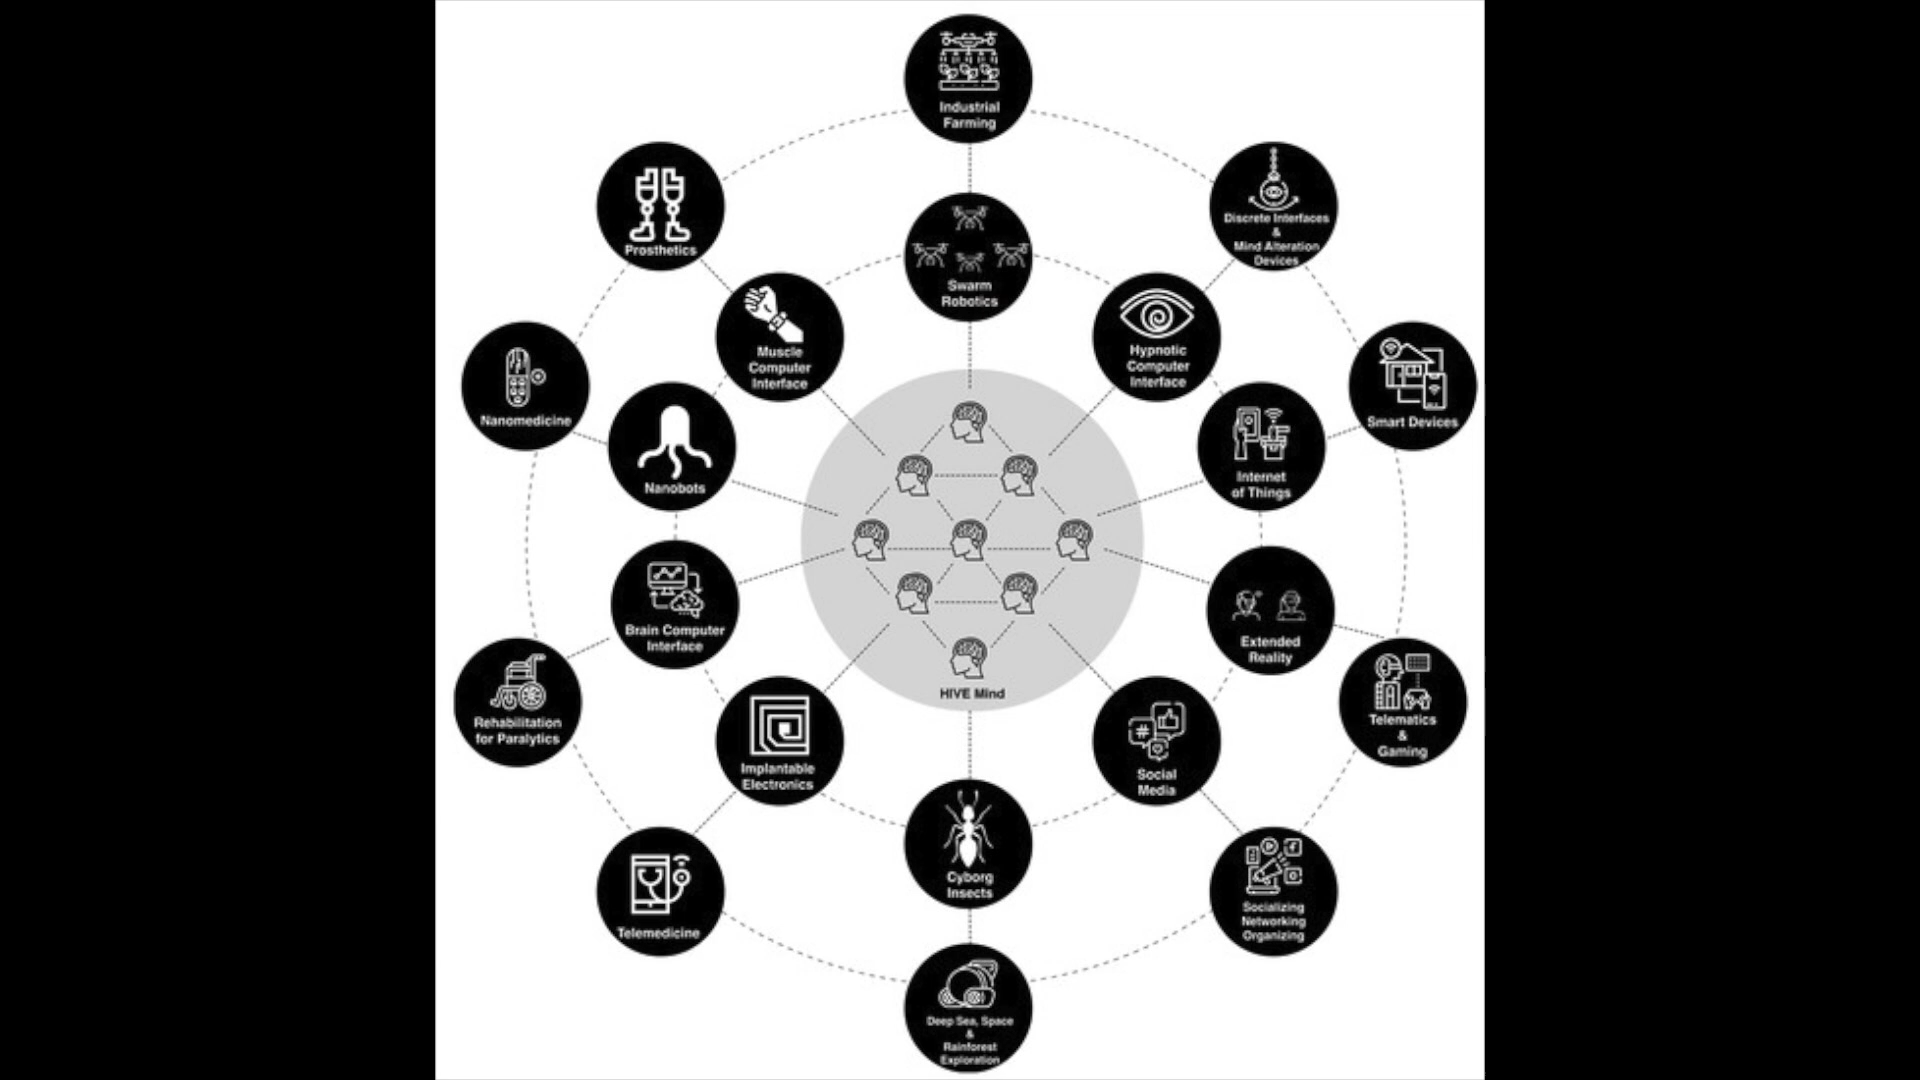 Industrial
Farming
Prosthetics
Discrete Interfaces
&
Mind Alteration
Devices
Swarm
Robotics
Muscle
Computer
Interface
Hypnotic
Computer
Interface
Nanomedicine
Smart Devices
Nanobots
Internet
of Things
Brain Computer
Interface
Extended
Reality
HIVE Mind
Rehabilitation
for Paralytics
Telematics
&
Gaming
Implantable
Electronics
#
Social
Media
Cyborg
Insects
Telemedicine
Socializing
Networking
Organizing
Deep Sea, Space
&
Rainforest
Exploration